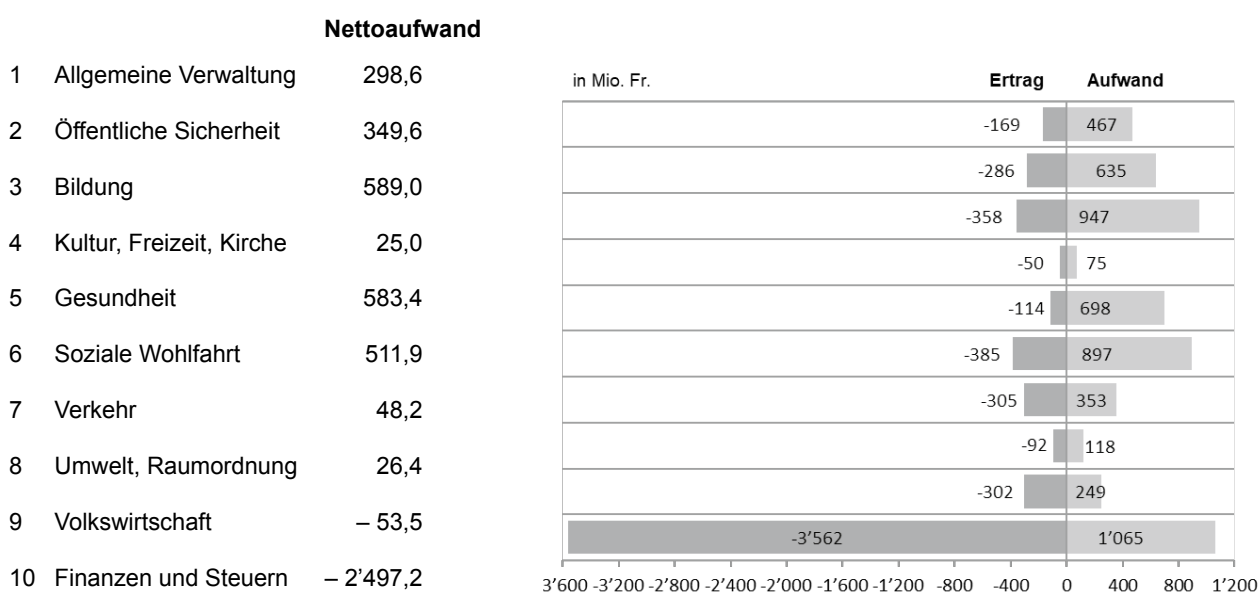 Nettoaufwand
1 Allgemeine Verwaltung 298,6
2 Öffentliche Sicherheit 349,6
3 Bildung 589,0
4 Kultur, Freizeit, Kirche 25,0
5 Gesundheit 583,4
6 Soziale Wohlfahrt 511,9
7 Verkehr 48,2
8 Umwelt, Raumordnung 26,4
9 Volkswirtschaft – 53,5
10 Finanzen und Steuern – 2'497,2
in Mio. Fr. Ertrag Aufwand
-169 467
-286 635
-358 947
-50 75
-114 698
-385 897
-305 353
-92 118
-302 249
-3'562 1'065
3'600 -3'200 -2'800 -2'400 -2'000 -1'600 -1'200 -800 -400 0 400 800 1'200